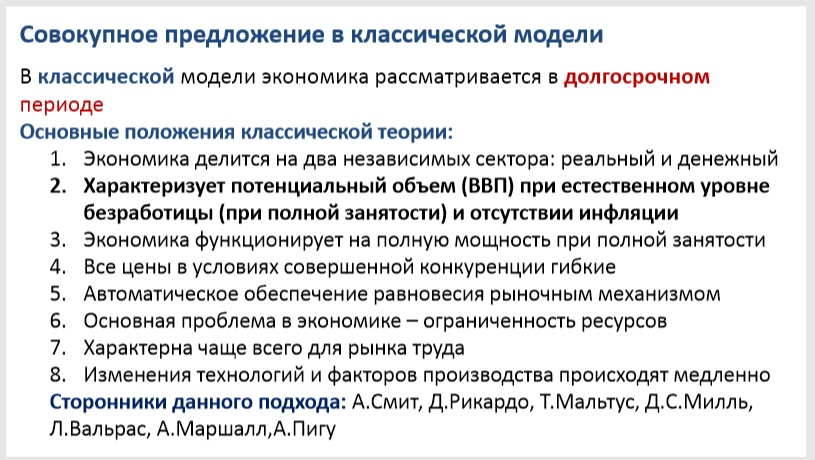 Совокупное предложение в классической модели
В классической модели экономика рассматривается в долгосрочном
периоде
Основные положения классической теории:
1. Экономика делится на два независимых сектора: реальный и денежный
2. Характеризует потенциальный объем (ВВП) при естественном уровне
безработицы (при полной занятости) и отсутствии инфляции
3. Экономика функционирует на полную мощность при полной занятости
4. Все цены в условиях совершенной конкуренции гибкие
5. Автоматическое обеспечение равновесия рыночным механизмом
6. Основная проблема в экономике – ограниченность ресурсов
7. Характерна чаще всего для рынка труда
8. Изменения технологий и факторов производства происходят медленно
Сторонники данного подхода: А.Смит, Д.Рикардо, Т.Мальтус, Д.С.Милль,
Л.Вальрас, А.Маршалл,А.Пигу